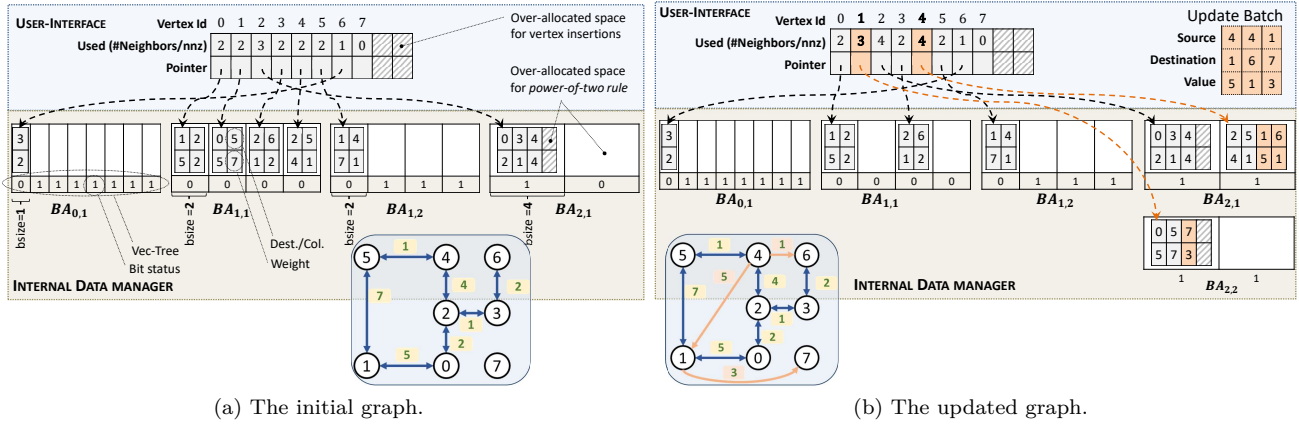 USER-INTERFACE
Vertex Id 0 1 2 3 4 5 6 7
Used (#Neighbors/nnz) 2 2 3 2 2 2 1 0
Pointer
Over-allocated space
for vertex insertions
Over-allocated space
for power-of-two rule
3 1 2 0 5 2 6 2 5 1 4 0 3 4
2 5 2 5 7 1 2 4 1 7 1 2 1 4
0 1 1 1 1 1 1 1 0 0 0 0 0 1 1 1 1 0
bsize=1 BA0,1 bsize=2 BA1,1 bsize=2 BA1,2 bsize=4 BA2,1
Vec-Tree
Bit status
Dest./Col.
Weight
INTERNAL DATA MANAGER
5 1 4 6
7 4 2
2 1 3
2
1 5 0 7
(a) The initial graph.
USER-INTERFACE
Vertex Id 0 1 2 3 4 5 6 7
Used (#Neighbors/nnz) 2 3 4 2 4 2 1 0
Pointer
Update Batch
Source 4 4 1
Destination 1 6 7
Value 5 1 3
3 1 2 2 6 1 4 0 3 4 2 5 1 6
2 5 2 1 2 7 1 2 1 4 4 1 5 1
0 1 1 1 1 1 1 1 0 1 0 1 0 1 1 1 1 1
BA0,1 BA1,1 BA1,2 BA2,1
0 5 7
5 7 3
1 1
BA2,2
INTERNAL DATA MANAGER
5 1 4 1 6
7 5 4 2
2 1 3
2
1 5 0 7
3
(b) The updated graph.